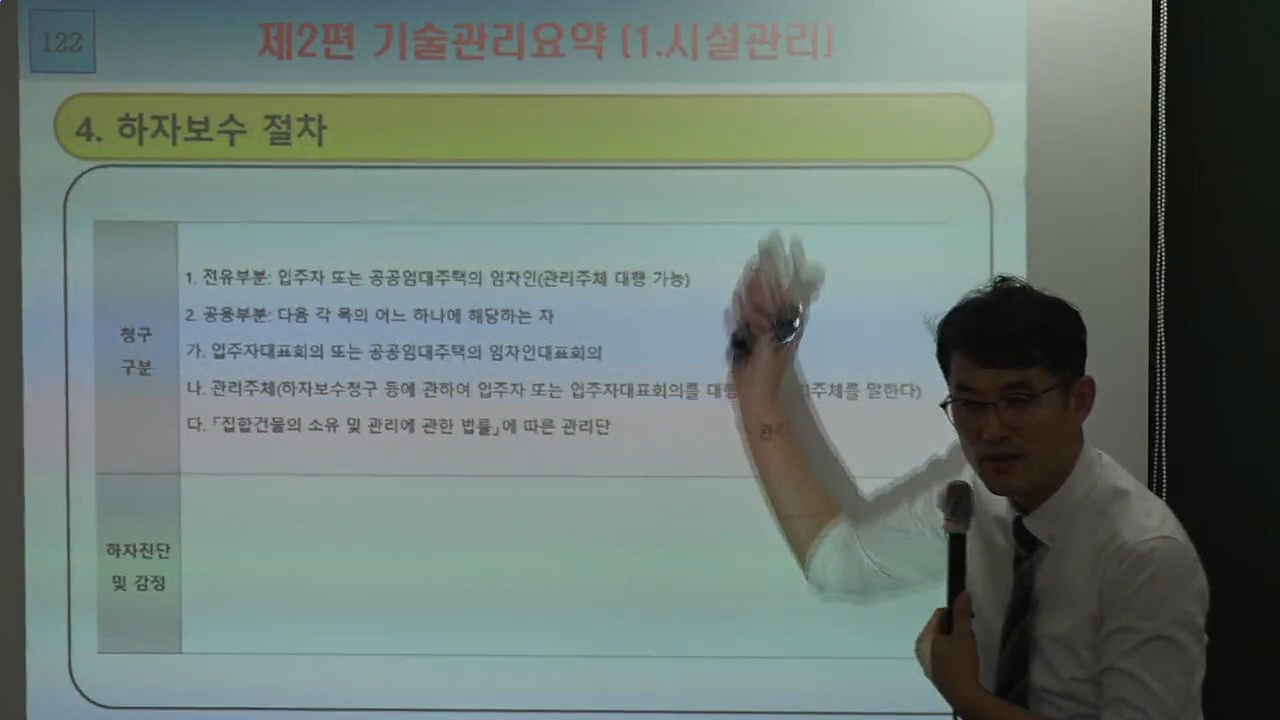 122
제2편 기술관리요약 [1.시설관리]
4. 하자보수 절차
청구
구분
1. 전유부분: 입주자 또는 공공임대주택의 임차인(관리주체 대행 가능)
2. 공용부분: 다음 각 목의 어느 하나에 해당하는 자
가. 입주자대표회의 또는 공공임대주택의 임차인대표회의
나. 관리주체(하자보수청구 등에 관하여 입주자 또는 입주자대표회의를 대행 주체를 말한다)
다. 「집합건물의 소유 및 관리에 관한 법률」에 따른 관리단
하자진단
및 감정